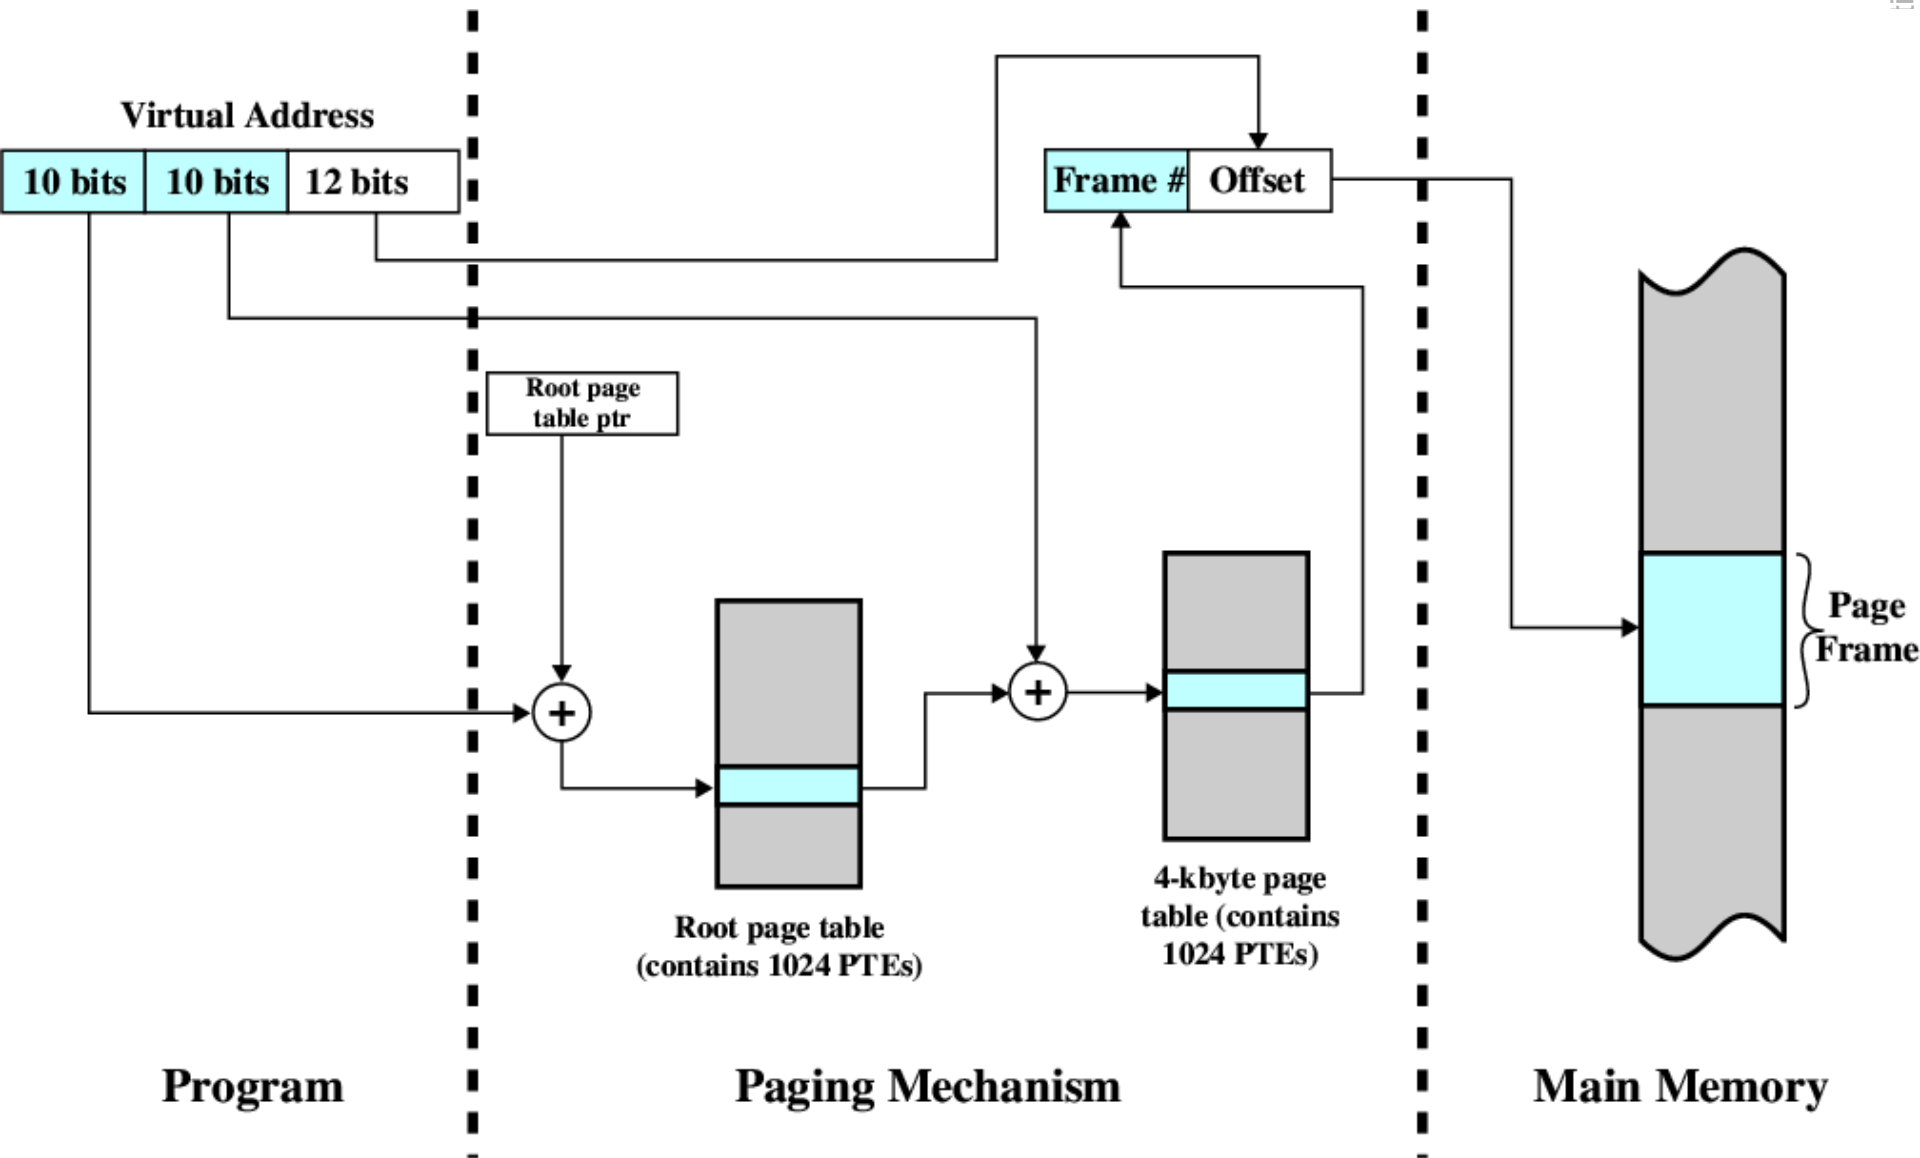 Virtual Address
10 bits 10 bits 12 bits
Frame # Offset
Root page
table ptr
+
+
Page
Frame
Root page table
(contains 1024 PTEs)
4-kbyte page
table (contains
1024 PTEs)
Program
Paging Mechanism
Main Memory